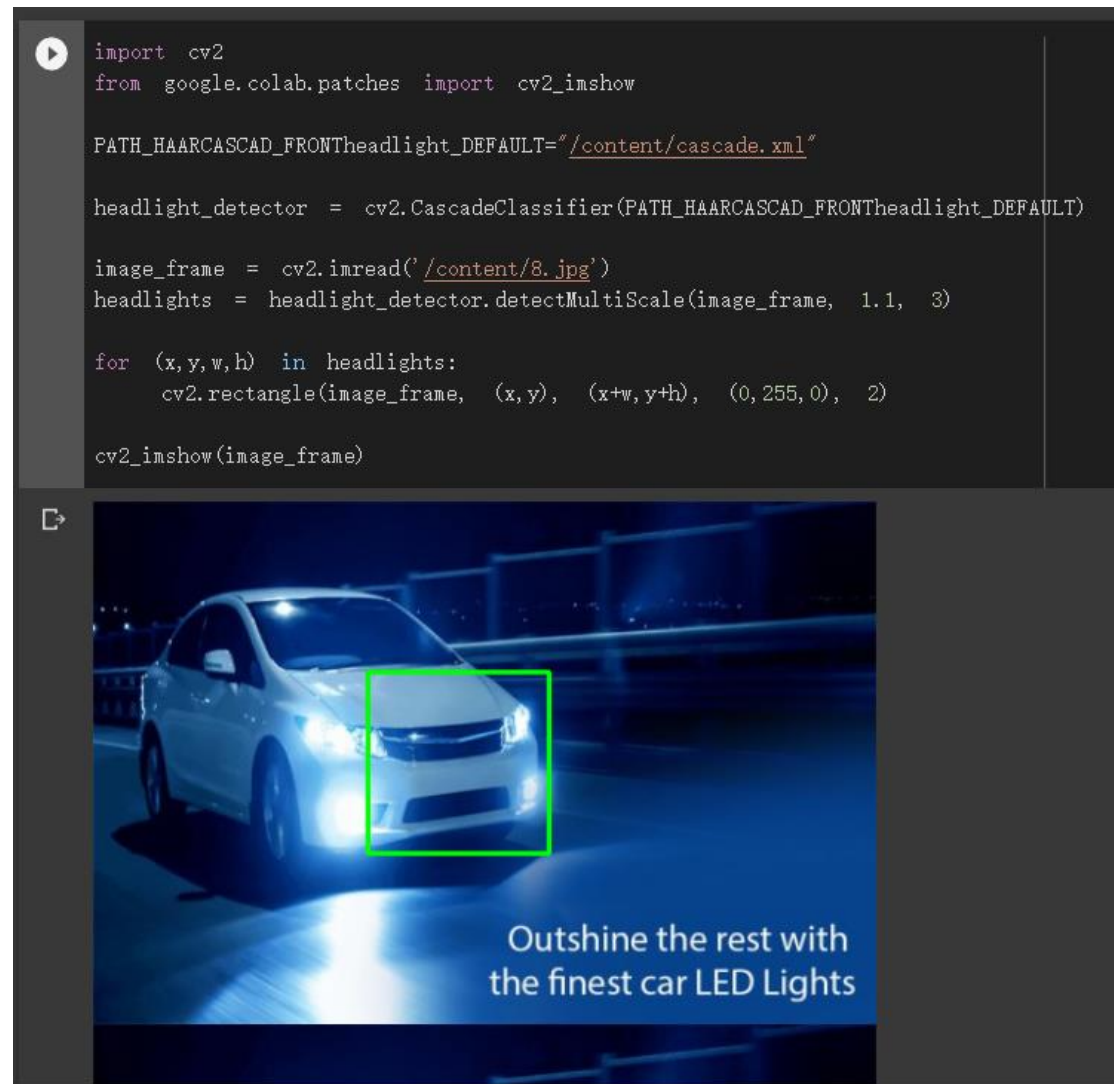 import cv2
from google.colab.patches import cv2_imshow
PATH_HAARCASCAD_FRONTheadlight_DEFAULT="/content/cascade.xml"
headlight_detector = cv2.CascadeClassifier(PATH_HAARCASCAD_FRONTheadlight_DEFAULT)
image_frame = cv2.imread('/content/8.jpg')
headlights = headlight_detector.detectMultiScale(image_frame, 1.1, 3)
for (x,y,w,h) in headlights:
    cv2.rectangle(image_frame, (x,y), (x+w,y+h), (0,255,0), 2)
cv2_imshow(image_frame)
Outshine the rest with
the finest car LED Lights